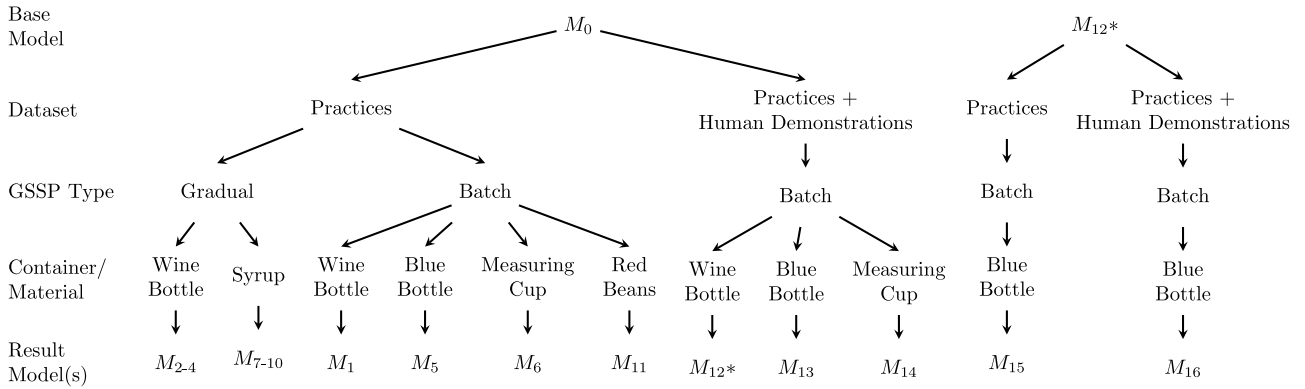 Base
Model
M₀
M₁₂*
Dataset
Practices
Practices +
Human Demonstrations
Practices
Practices +
Human Demonstrations
GSSP Type
Gradual
Batch
Batch
Batch
Batch
Container/
Material
Wine
Bottle
Syrup
Wine
Bottle
Blue
Bottle
Measuring
Cup
Red
Beans
Wine
Bottle
Blue
Bottle
Measuring
Cup
Blue
Bottle
Blue
Bottle
Result
Model(s)
M₂₋₄
M₇₋₁₀
M₁
M₅
M₆
M₁₁
M₁₂*
M₁₃
M₁₄
M₁₅
M₁₆